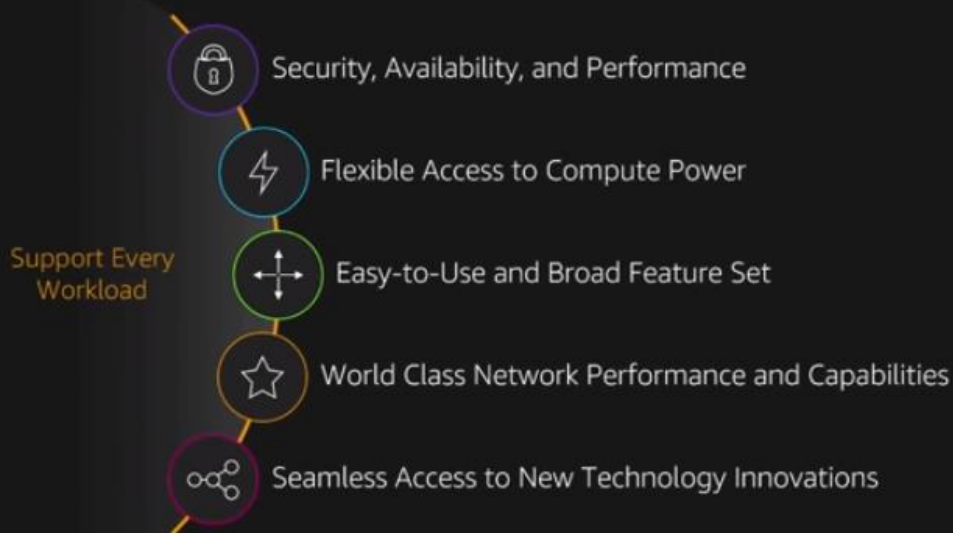 Security, Availability, and Performance
Flexible Access to Compute Power
Support Every
Workload
Easy-to-Use and Broad Feature Set
World Class Network Performance and Capabilities
Seamless Access to New Technology Innovations